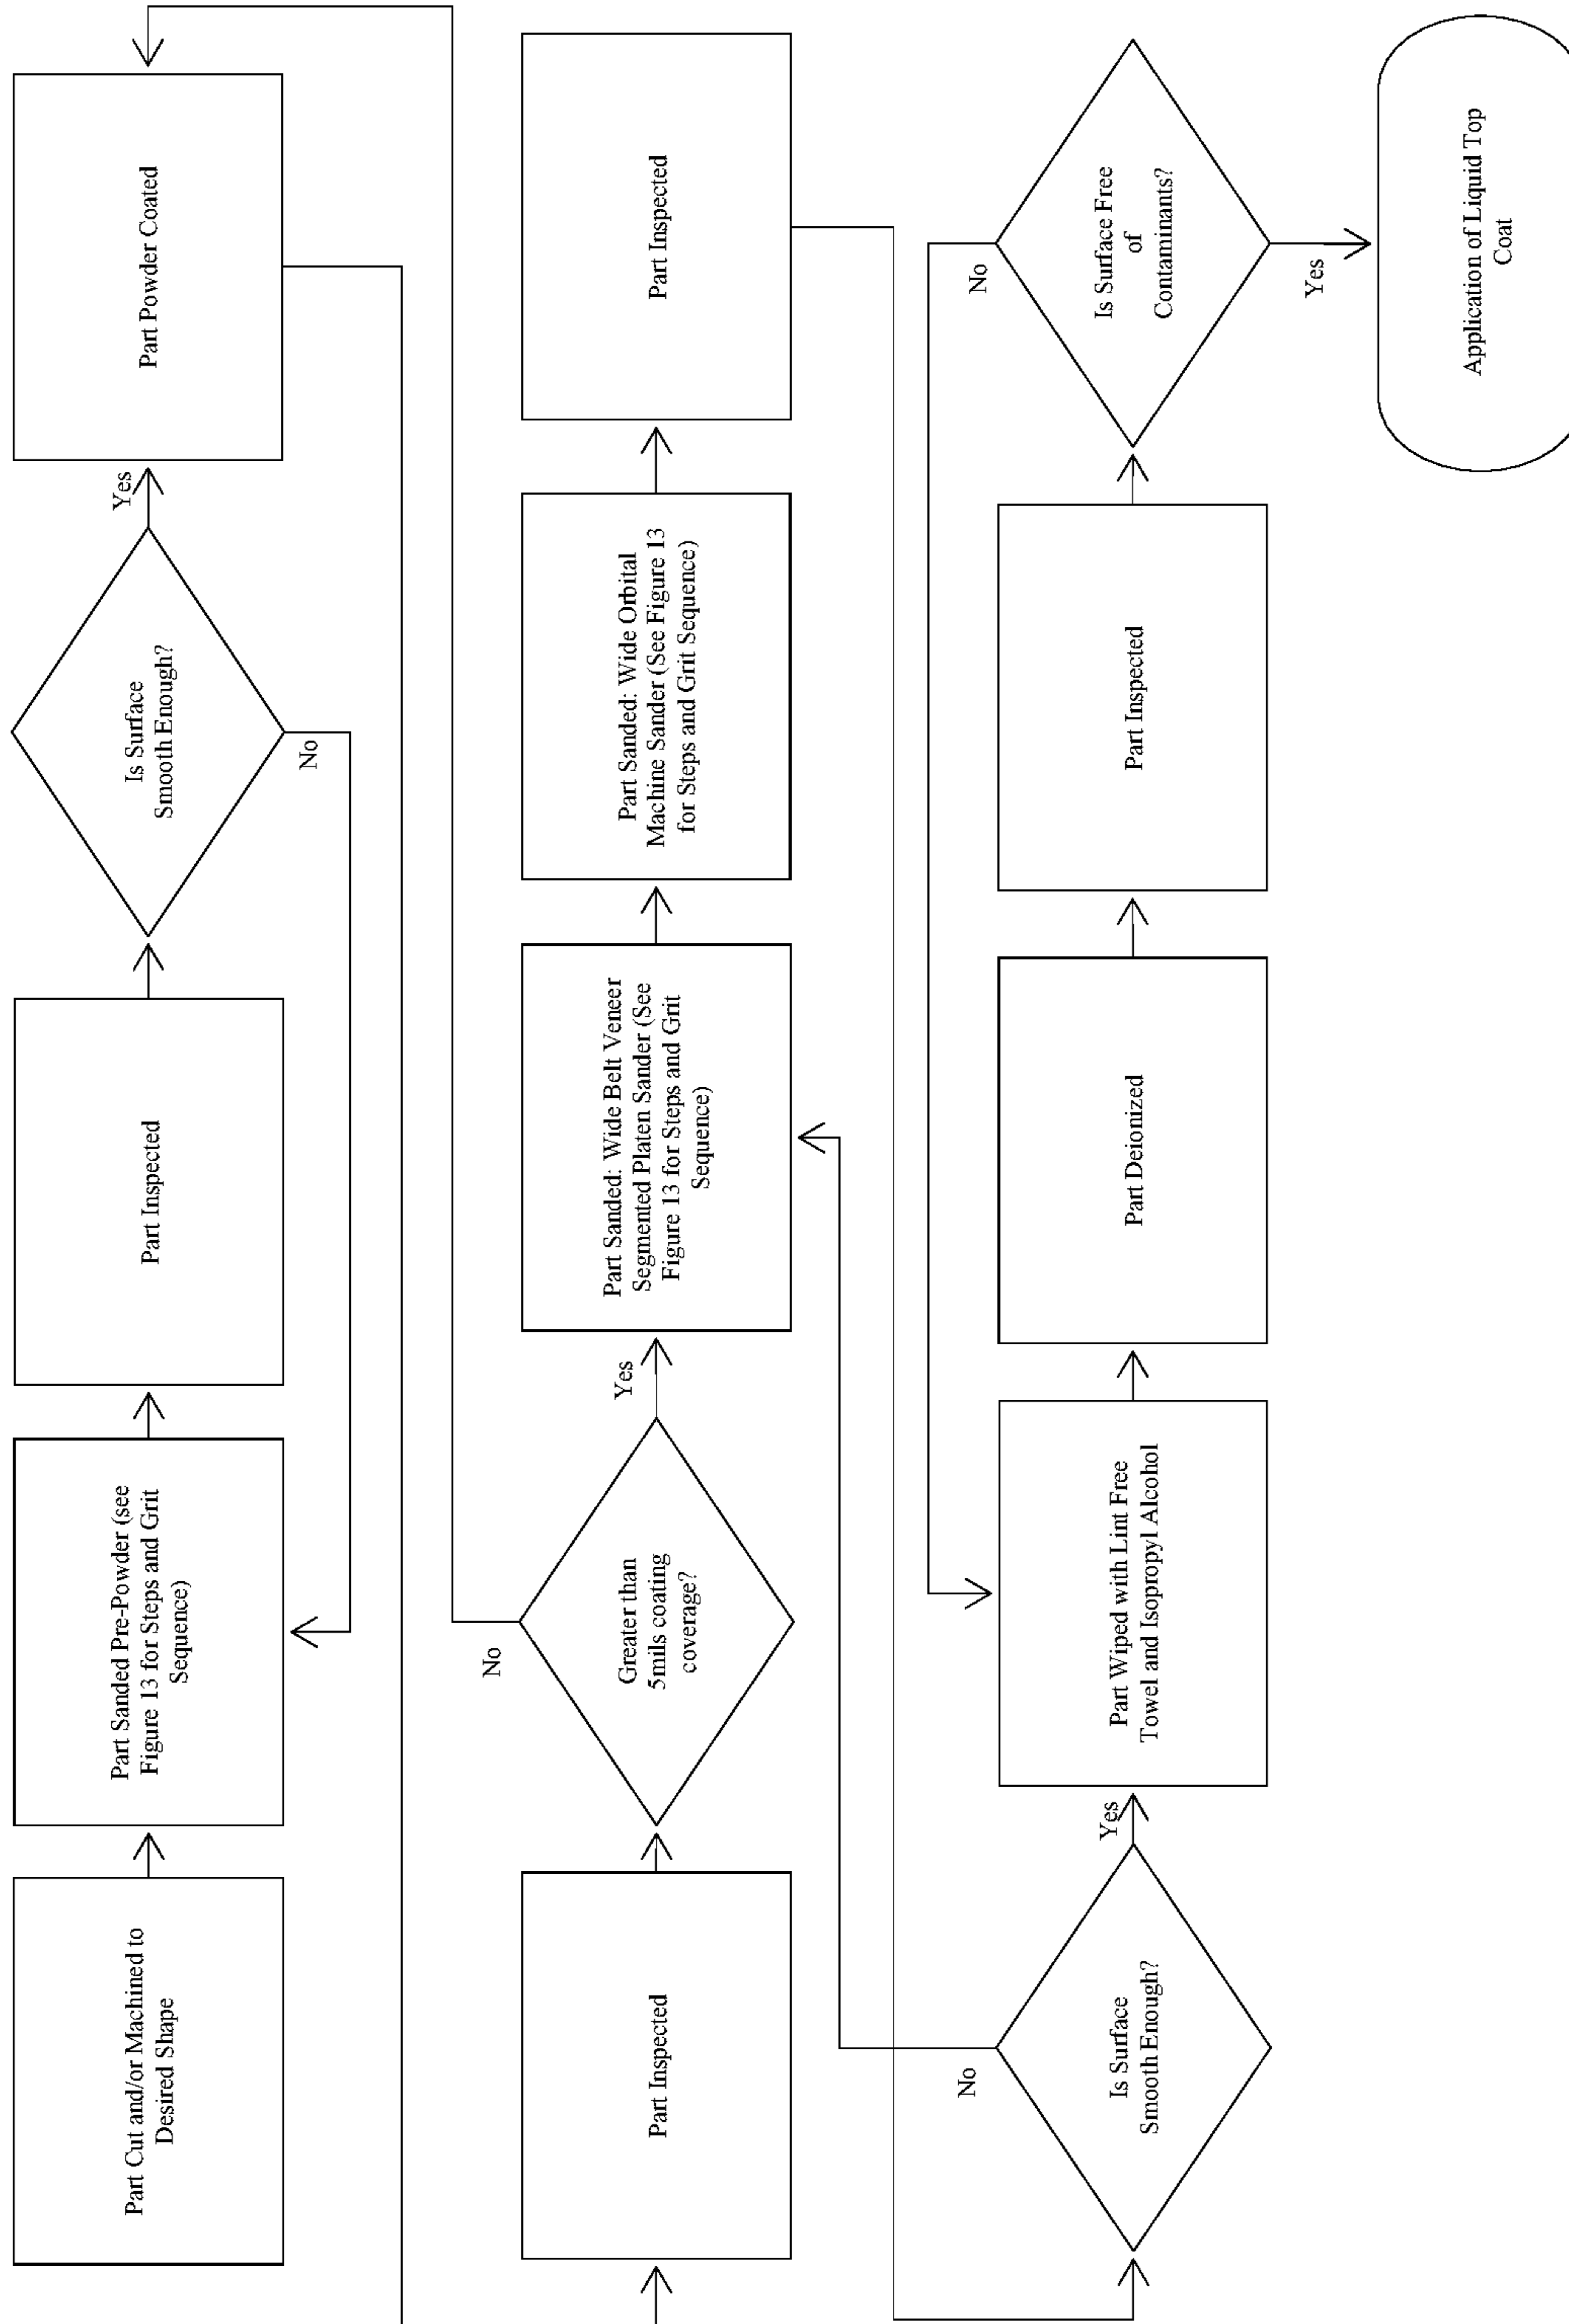 Part Cut and/or Machined to
Desired Shape
Part Sanded Pre-Powder (see
Figure 13 for Steps and Grit
Sequence)
Part Inspected
Is Surface
Smooth Enough?
Yes
No
Part Powder Coated
Part Inspected
Greater than
5mils coating
coverage?
No
Yes
Part Sanded: Wide Belt Veneer
Segmented Platen Sander (See
Figure 13 for Steps and Grit
Sequence)
Part Sanded: Wide Orbital
Machine Sander (See Figure 13
for Steps and Grit Sequence)
Part Inspected
Is Surface
Smooth Enough?
No
Yes
Part Wiped with Lint Free
Towel and Isopropyl Alcohol
Part Deionized
Part Inspected
Is Surface Free
of
Contaminants?
No
Yes
Application of Liquid Top
Coat